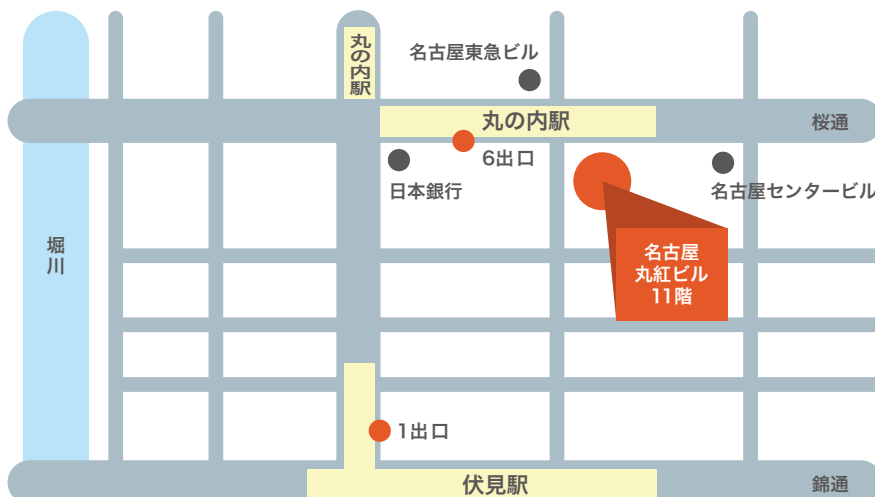 丸の内駅
名古屋東急ビル
丸の内駅
桜通
6出口
日本銀行
名古屋センタービル
堀川
名古屋
丸紅ビル
11階
1出口
伏見駅
錦通